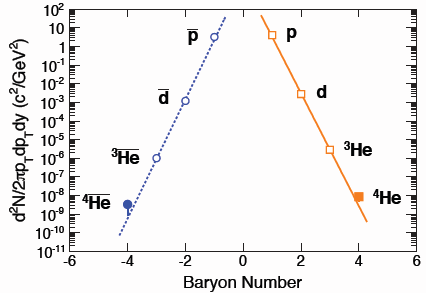 d²N/2πp_Tdp_Tdy (c²/GeV²)
10²
10
1
10⁻¹
10⁻²
10⁻³
10⁻⁴
10⁻⁵
10⁻⁶
10⁻⁷
10⁻⁸
10⁻⁹
10⁻¹⁰
10⁻¹¹
p̅
p
d̅
d
³H̅e̅
³He
⁴H̅e̅
⁴He
-6 -4 -2 0 2 4 6
Baryon Number